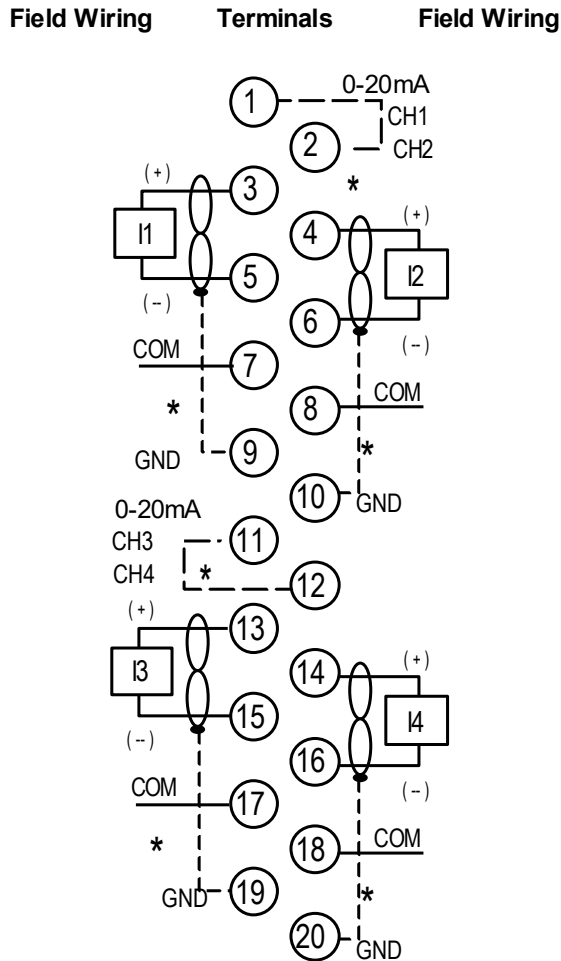 Field Wiring Terminals Field Wiring
1 0-20mA
CH1
2 CH2
*
(+) 3
I1 4 (+)
5 I2
(--) 6
COM 7 (--)
8 COM
*
GND 9 *
10 GND
0-20mA
CH3 11
CH4 * 12
(+) 13
I3 14 (+)
15 I4
(--) 16
COM 17 (--)
* 18 COM
GND 19 *
20 GND